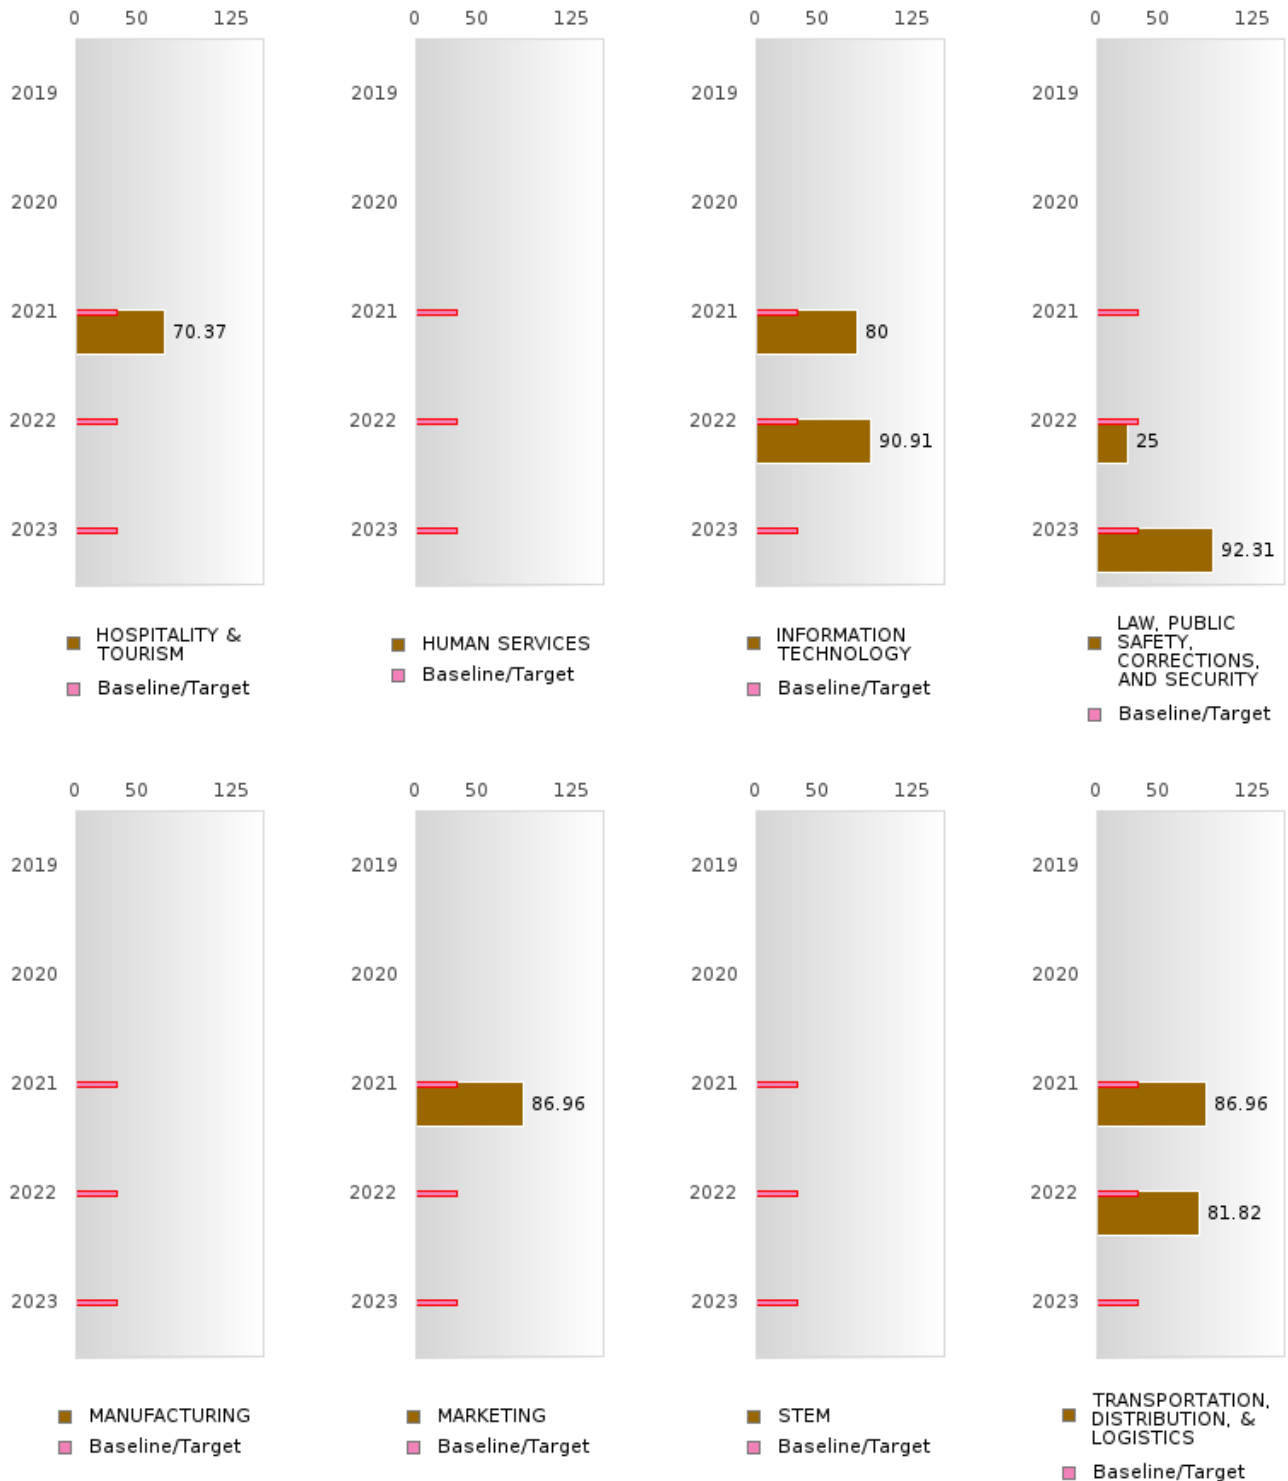 0 50 125
2019
2020
2021
70.37
2022
2023
HOSPITALITY &
TOURISM
Baseline/Target
0 50 125
2019
2020
2021
2022
2023
HUMAN SERVICES
Baseline/Target
0 50 125
2019
2020
2021
80
2022
90.91
2023
INFORMATION
TECHNOLOGY
Baseline/Target
0 50 125
2019
2020
2021
2022
25
2023
92.31
LAW, PUBLIC
SAFETY,
CORRECTIONS,
AND SECURITY
Baseline/Target
0 50 125
2019
2020
2021
2022
2023
MANUFACTURING
Baseline/Target
0 50 125
2019
2020
2021
86.96
2022
2023
MARKETING
Baseline/Target
0 50 125
2019
2020
2021
2022
2023
STEM
Baseline/Target
0 50 125
2019
2020
2021
86.96
2022
81.82
2023
TRANSPORTATION,
DISTRIBUTION, &
LOGISTICS
Baseline/Target